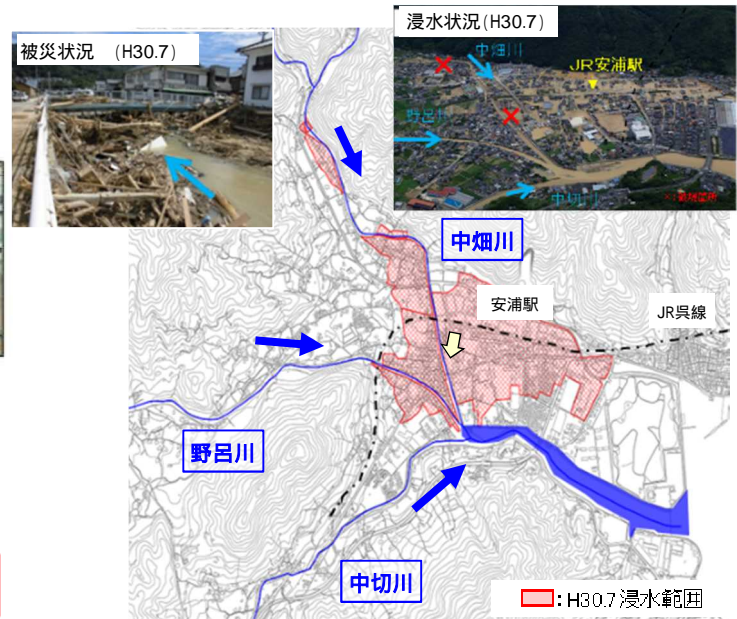 被災状況 (H30.7)
浸水状況(H30.7)
中畑川
JR安浦駅
野呂川
中切川
中畑川
安浦駅
JR呉線
野呂川
中切川
:H30.7浸水範囲